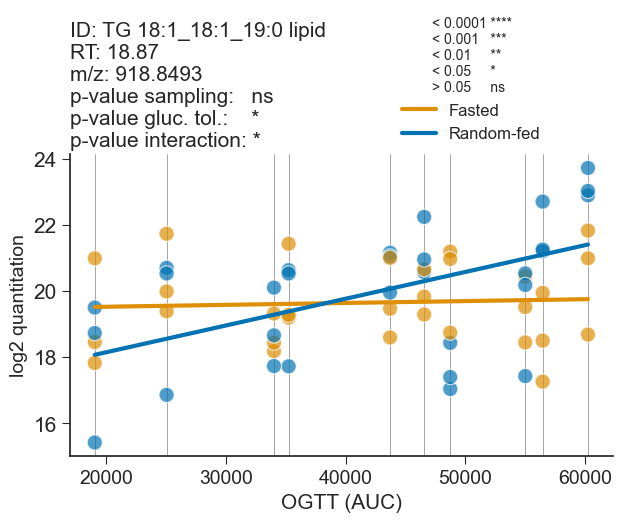 ID: TG 18:1_18:1_19:0 lipid
RT: 18.87
m/z: 918.8493
p-value sampling: ns
p-value gluc. tol.: *
p-value interaction: *
< 0.0001 ****
< 0.001 ***
< 0.01 **
< 0.05 *
> 0.05 ns
Fasted
Random-fed
log2 quantitation
24
22
20
18
16
20000 30000 40000 50000 60000
OGTT (AUC)